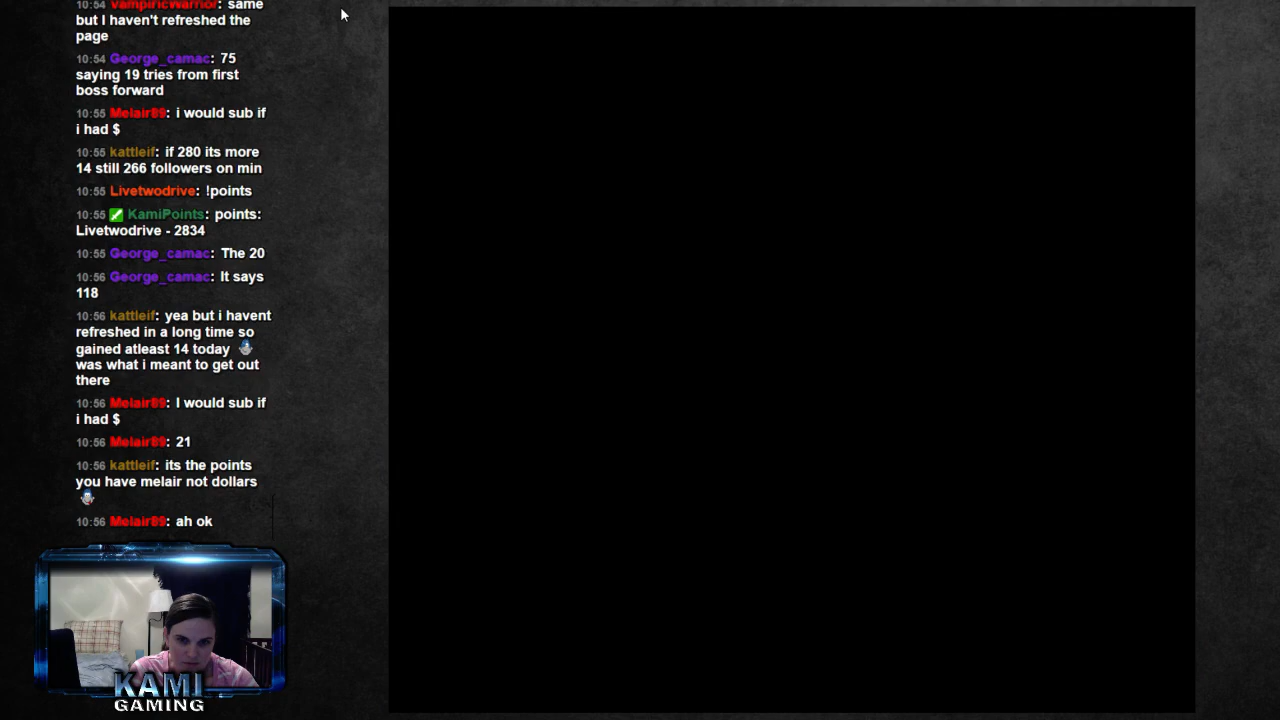 10:54 VampiricWarrior: same
but I haven't refreshed the
page
10:54 George_camac: 75
saying 19 tries from first
boss forward
10:55 Melair89: i would sub if
i had $
10:55 kattleif: if 280 its more
14 still 266 followers on min
10:55 Livetwodrive: !points
10:55 KamiPoints: points:
Livetwodrive - 2834
10:55 George_camac: The 20
10:56 George_camac: It says
118
10:56 kattleif: yea but i havent
refreshed in a long time so
gained atleast 14 today
was what i meant to get out
there
10:56 Melair89: I would sub if
i had $
10:56 Melair89: 21
10:56 kattleif: its the points
you have melair not dollars
10:56 Melair89: ah ok
KAMI
GAMING